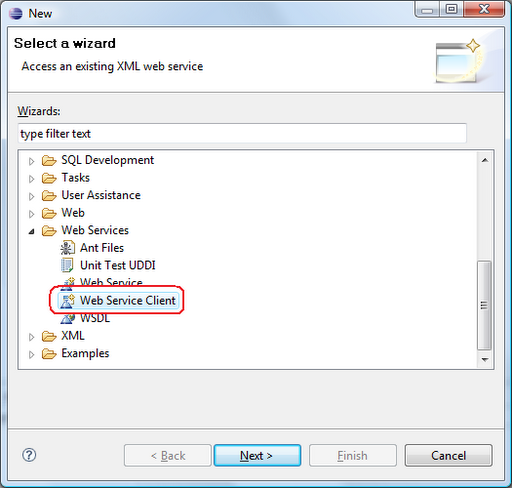 New
Select a wizard
Access an existing XML web service
Wizards:
type filter text
SQL Development
Tasks
User Assistance
Web
Web Services
Ant Files
Unit Test UDDI
Web Service
Web Service Client
WSDL
XML
Examples
? < Back Next > Finish Cancel